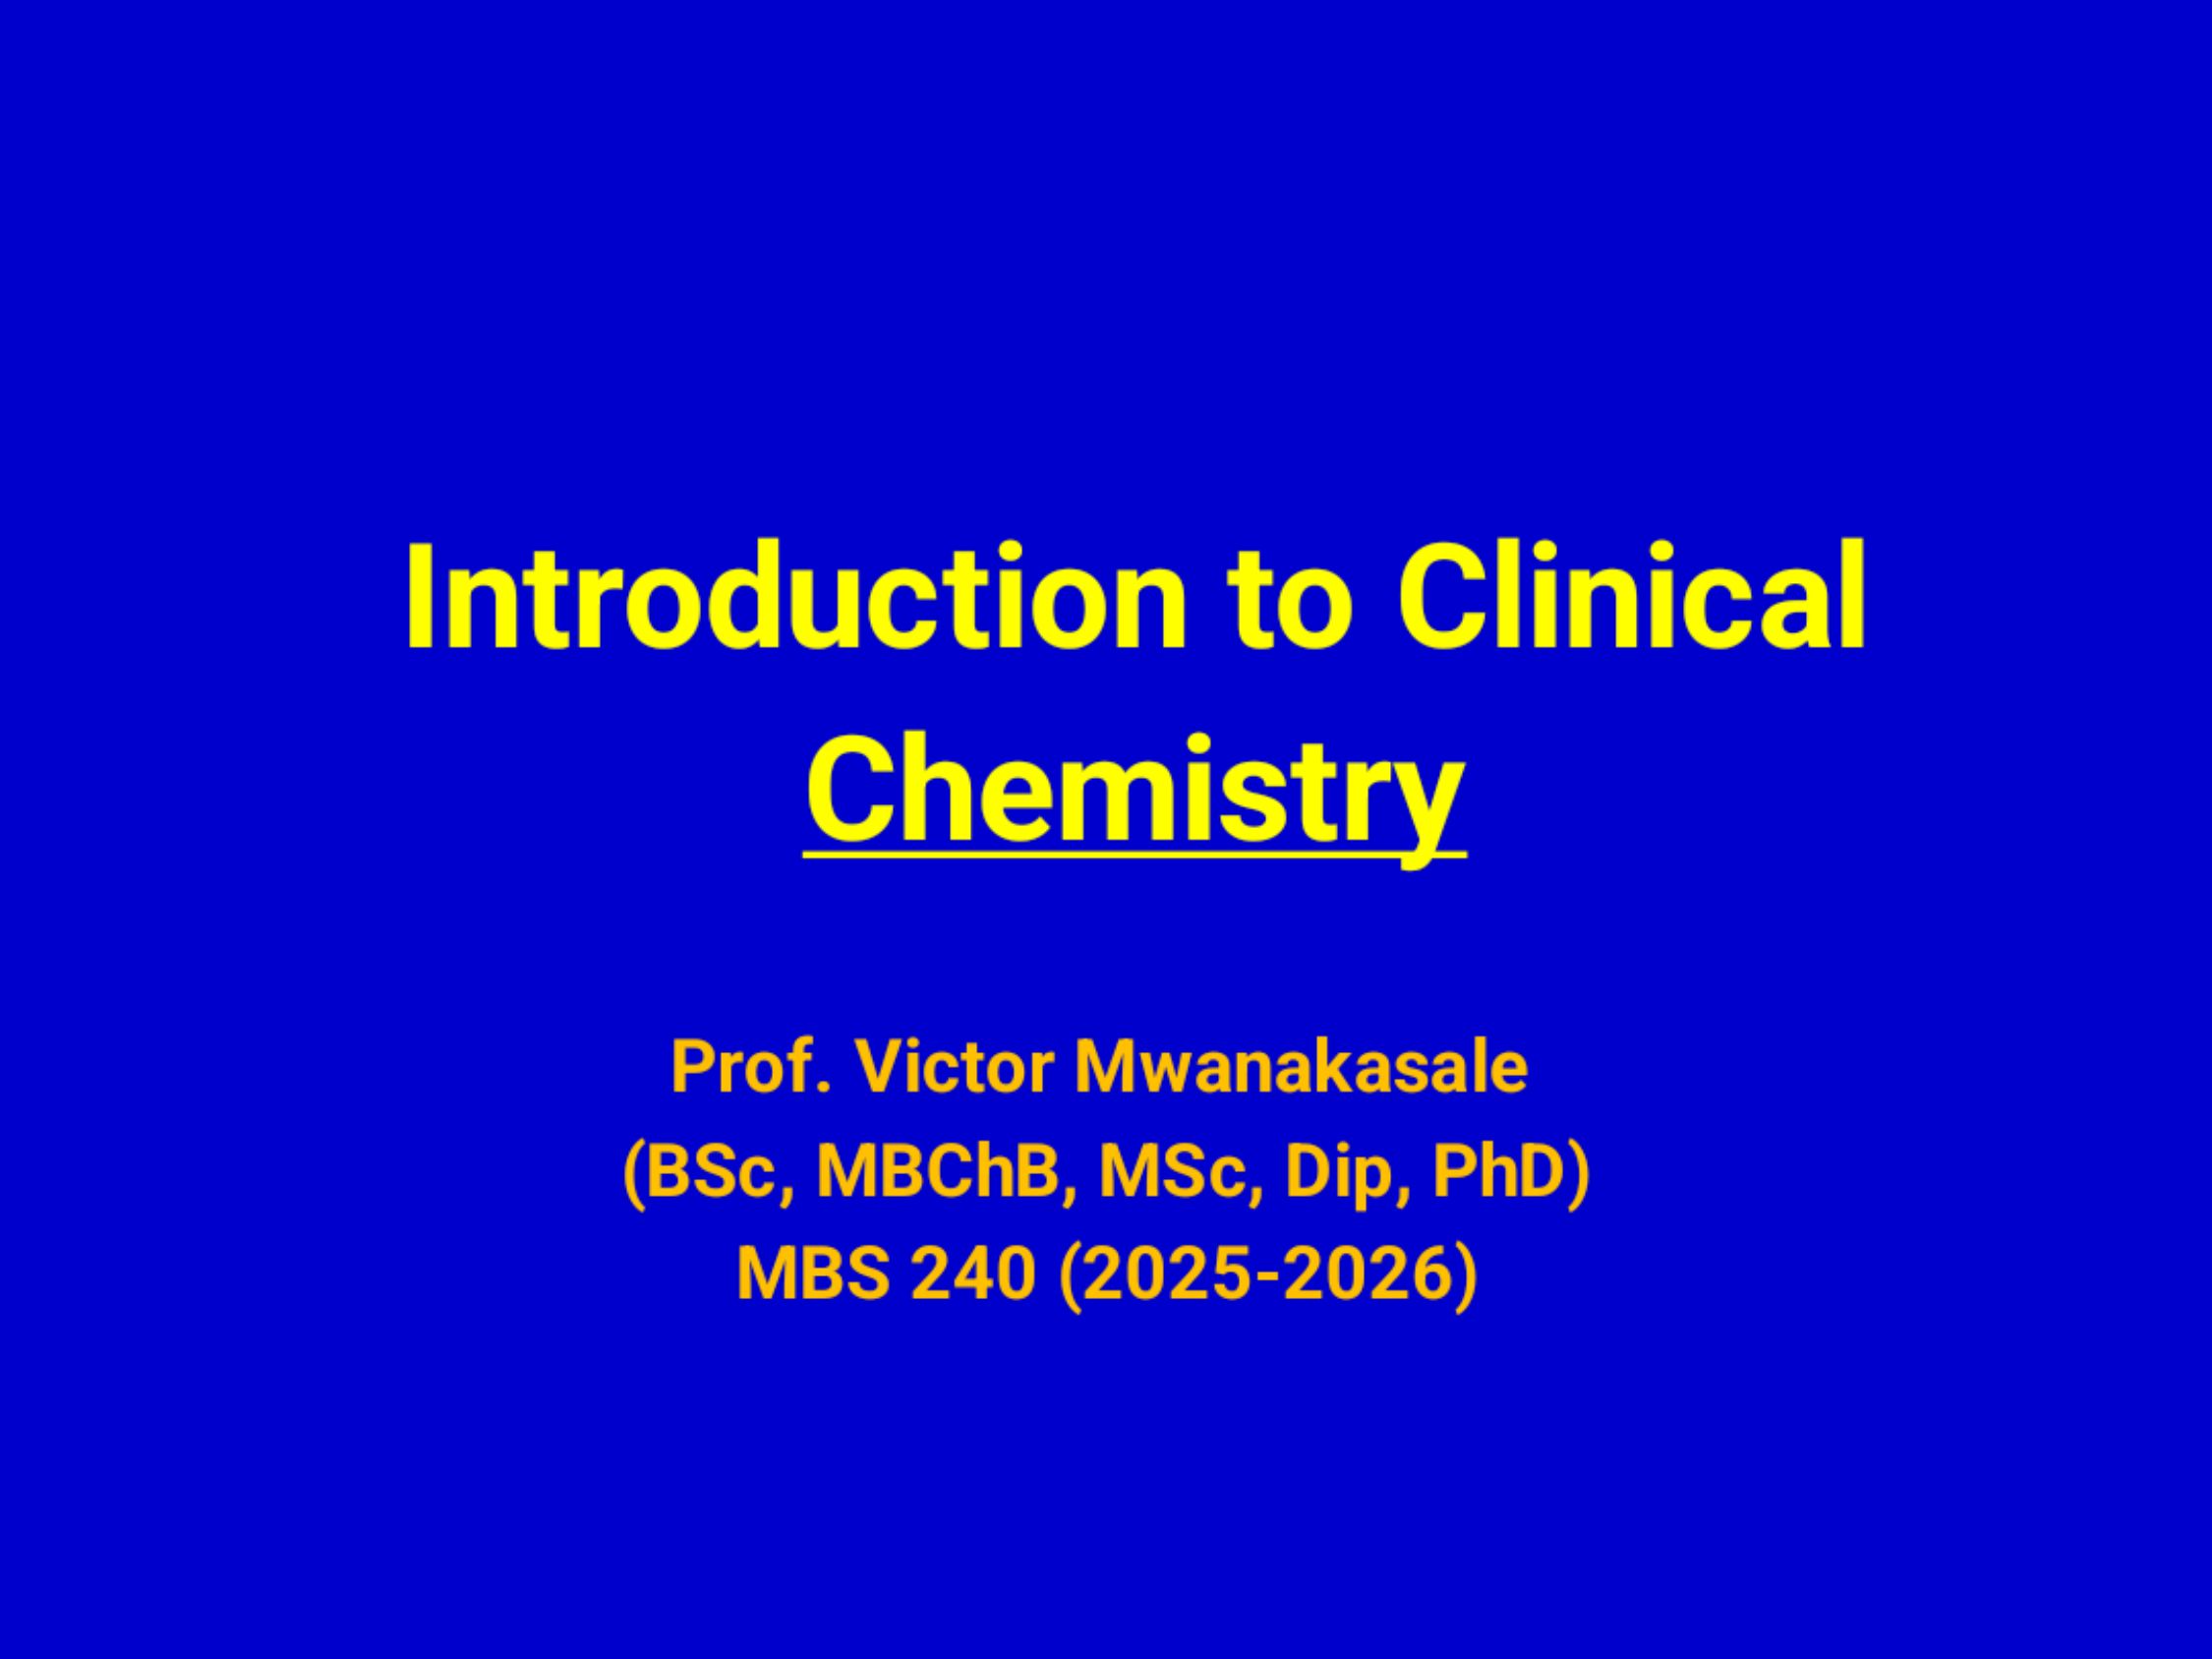 Introduction to Clinical
Chemistry
Prof. Victor Mwanakasale
(BSc, MBChB, MSc, Dip, PhD)
MBS 240 (2025-2026)